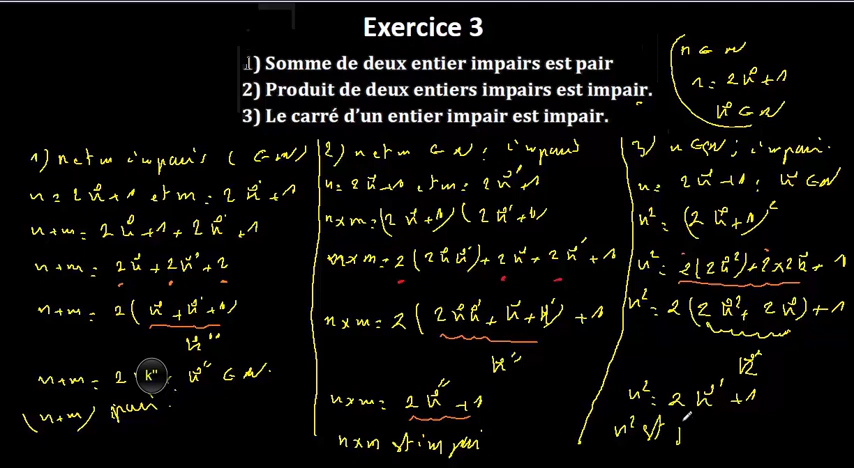 Exercice 3
1) Somme de deux entier impairs est pair
2) Produit de deux entiers impairs est impair.
3) Le carré d'un entier impair est impair.
n ∈ ℕ
n = 2k+1
k ∈ ℕ
1) n et m impairs ( ∈ ℕ)
n = 2k+1 et m = 2k'+1
n+m = 2k+1+2k'+1
n+m = 2k+2k'+2
n+m = 2(k+k'+1)
k''
n+m = 2 k'' : k'' ∈ ℕ.
(n+m) pair.
2) n et m ∈ ℕ : impairs
n = 2k+1 et m = 2k'+1
n×m = (2k+1)(2k'+1)
n×m = 2(2kk')+2k+2k'+1
n×m = 2(2kk'+k+k')+1
k''
n×m = 2k''+1
n×m est impair
3) n ∈ ℕ ; impair.
n = 2k+1 : k ∈ ℕ
n² = (2k+1)²
n² = 2(2k²)+2×2k+1
n² = 2(2k²+2k)+1
k'
n² = 2k'+1
n² est